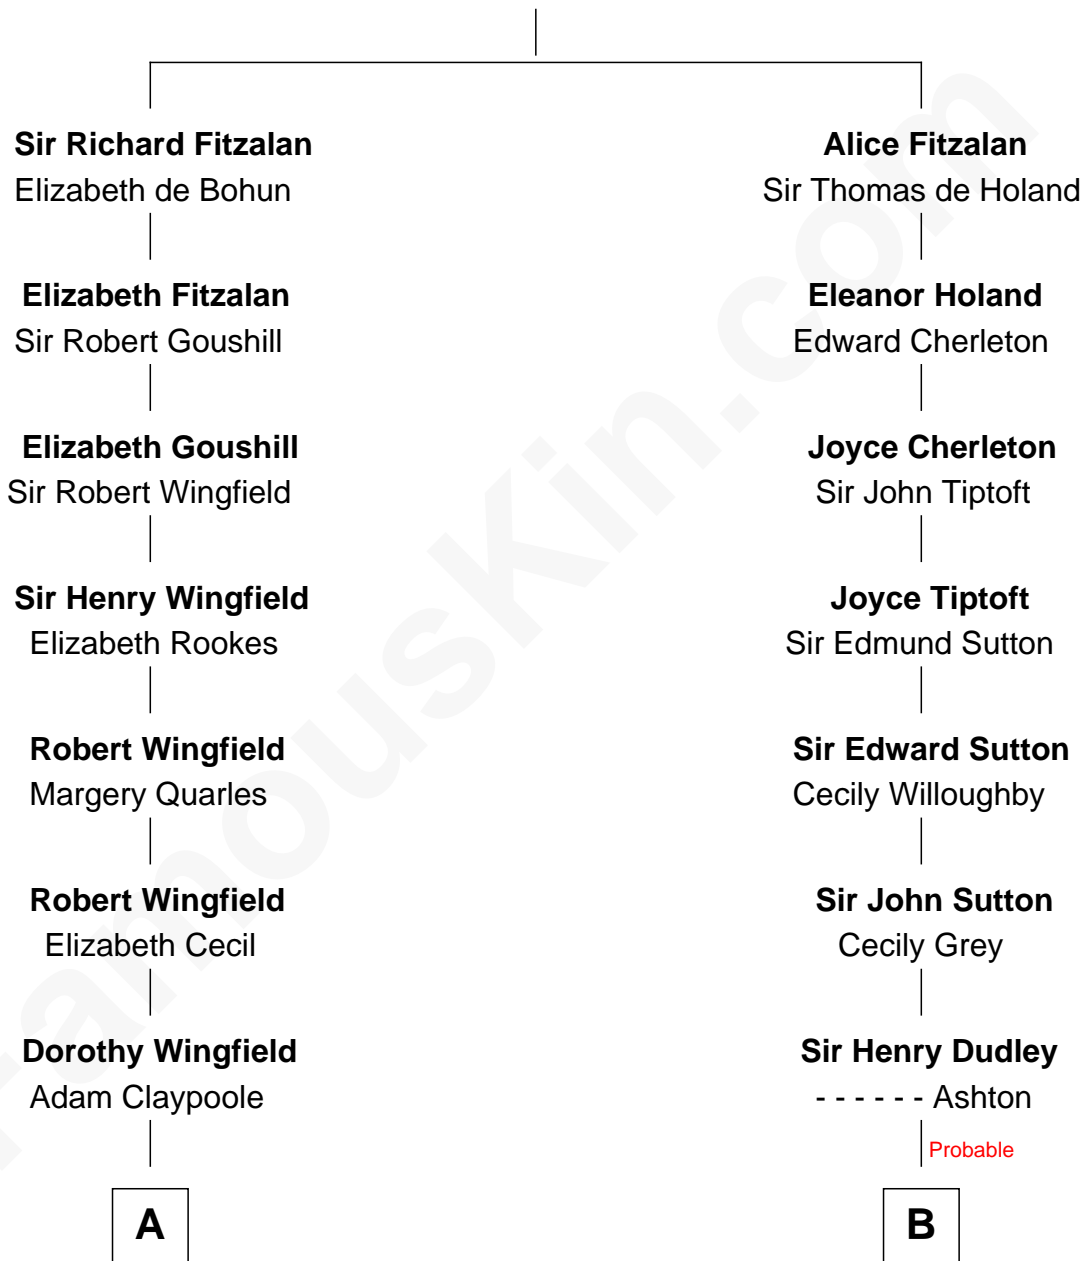 Sir Richard Fitzalan
Elizabeth de Bohun
Elizabeth Fitzalan
Sir Robert Goushill
Elizabeth Goushill
Sir Robert Wingfield
Sir Henry Wingfield
Elizabeth Rookes
Robert Wingfield
Margery Quarles
Robert Wingfield
Elizabeth Cecil
Dorothy Wingfield
Adam Claypoole
A
Alice Fitzalan
Sir Thomas de Holand
Eleanor Holand
Edward Cherleton
Joyce Cherleton
Sir John Tiptoft
Joyce Tiptoft
Sir Edmund Sutton
Sir Edward Sutton
Cecily Willoughby
Sir John Sutton
Cecily Grey
Sir Henry Dudley
- - - - - - Ashton
Probable
B
FamousKin.com